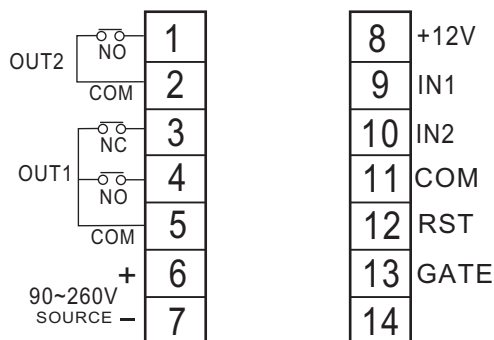 OUT2
NO
COM
1
2
OUT1
NC
NO
COM
3
4
5
+
90~260V
SOURCE −
6
7
8 +12V
9 IN1
10 IN2
11 COM
12 RST
13 GATE
14